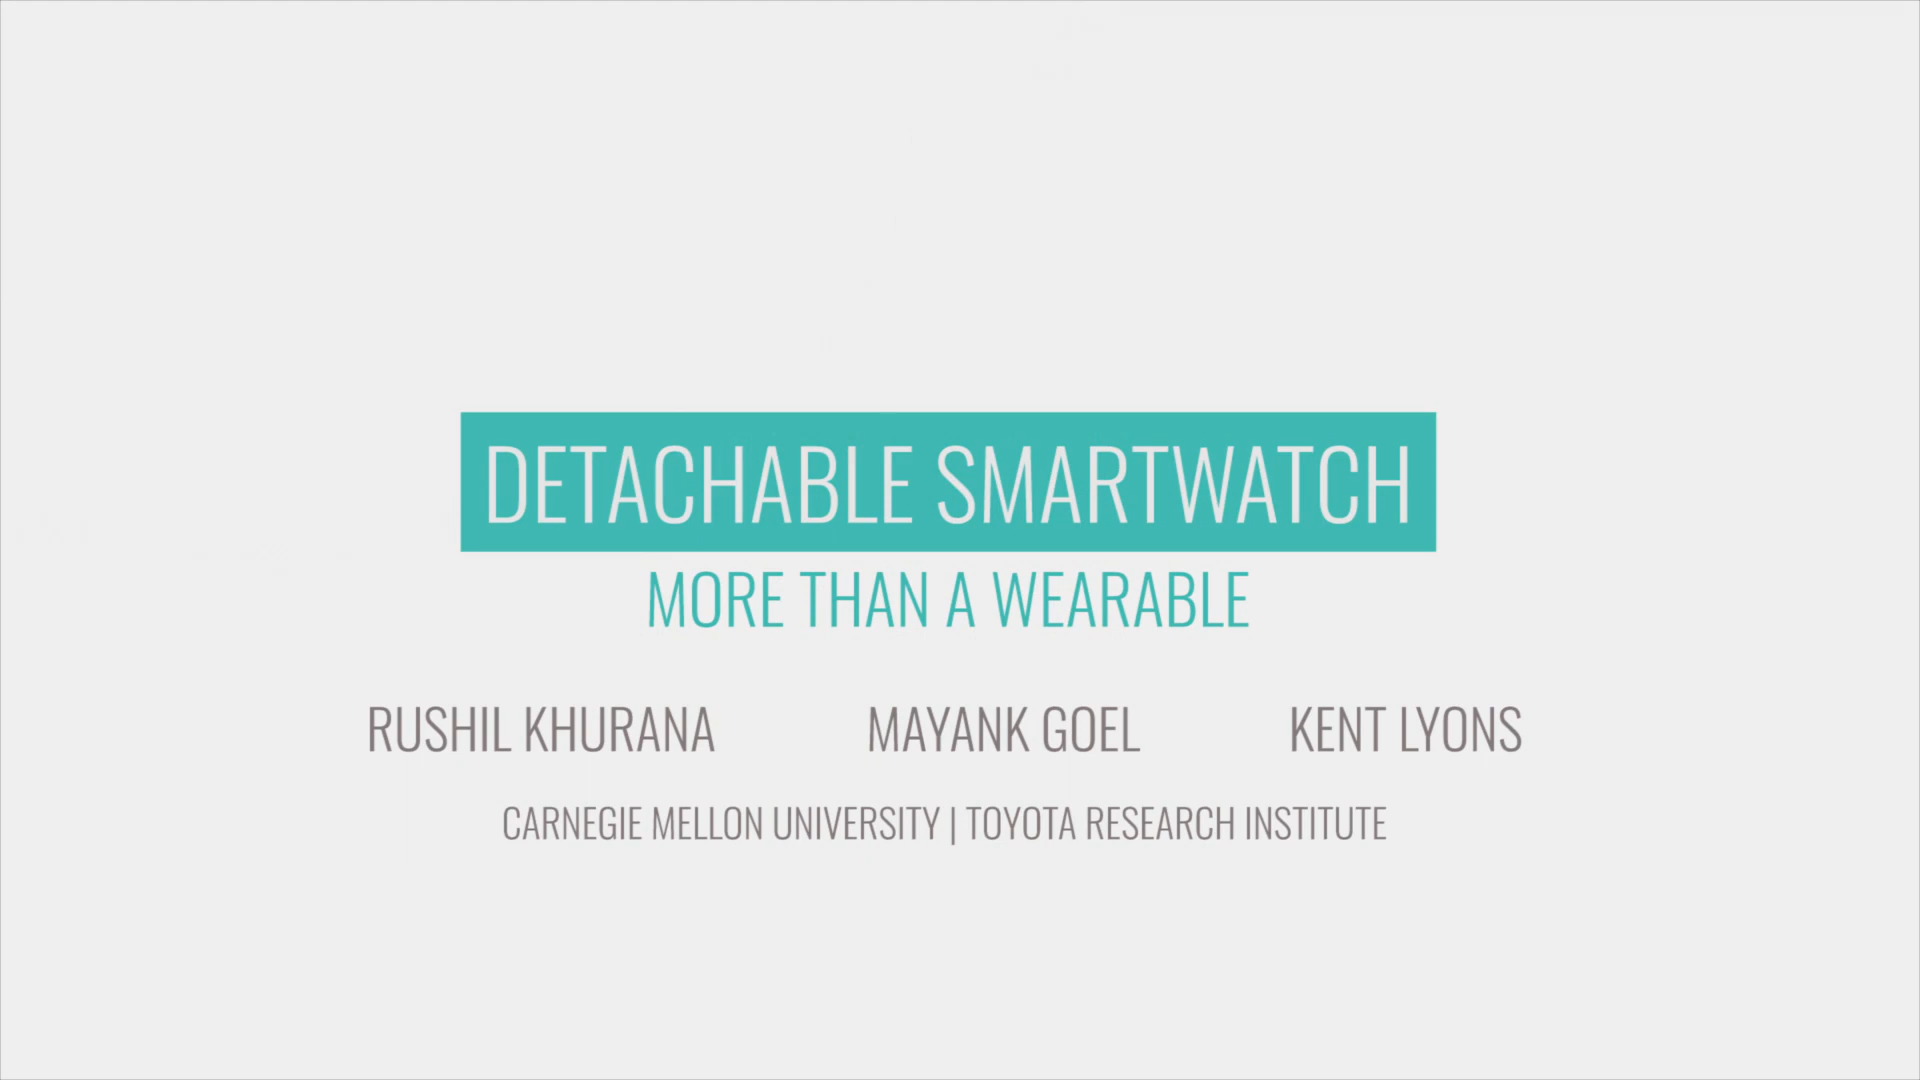 DETACHABLE SMARTWATCH
MORE THAN A WEARABLE
RUSHIL KHURANA MAYANK GOEL KENT LYONS
CARNEGIE MELLON UNIVERSITY | TOYOTA RESEARCH INSTITUTE